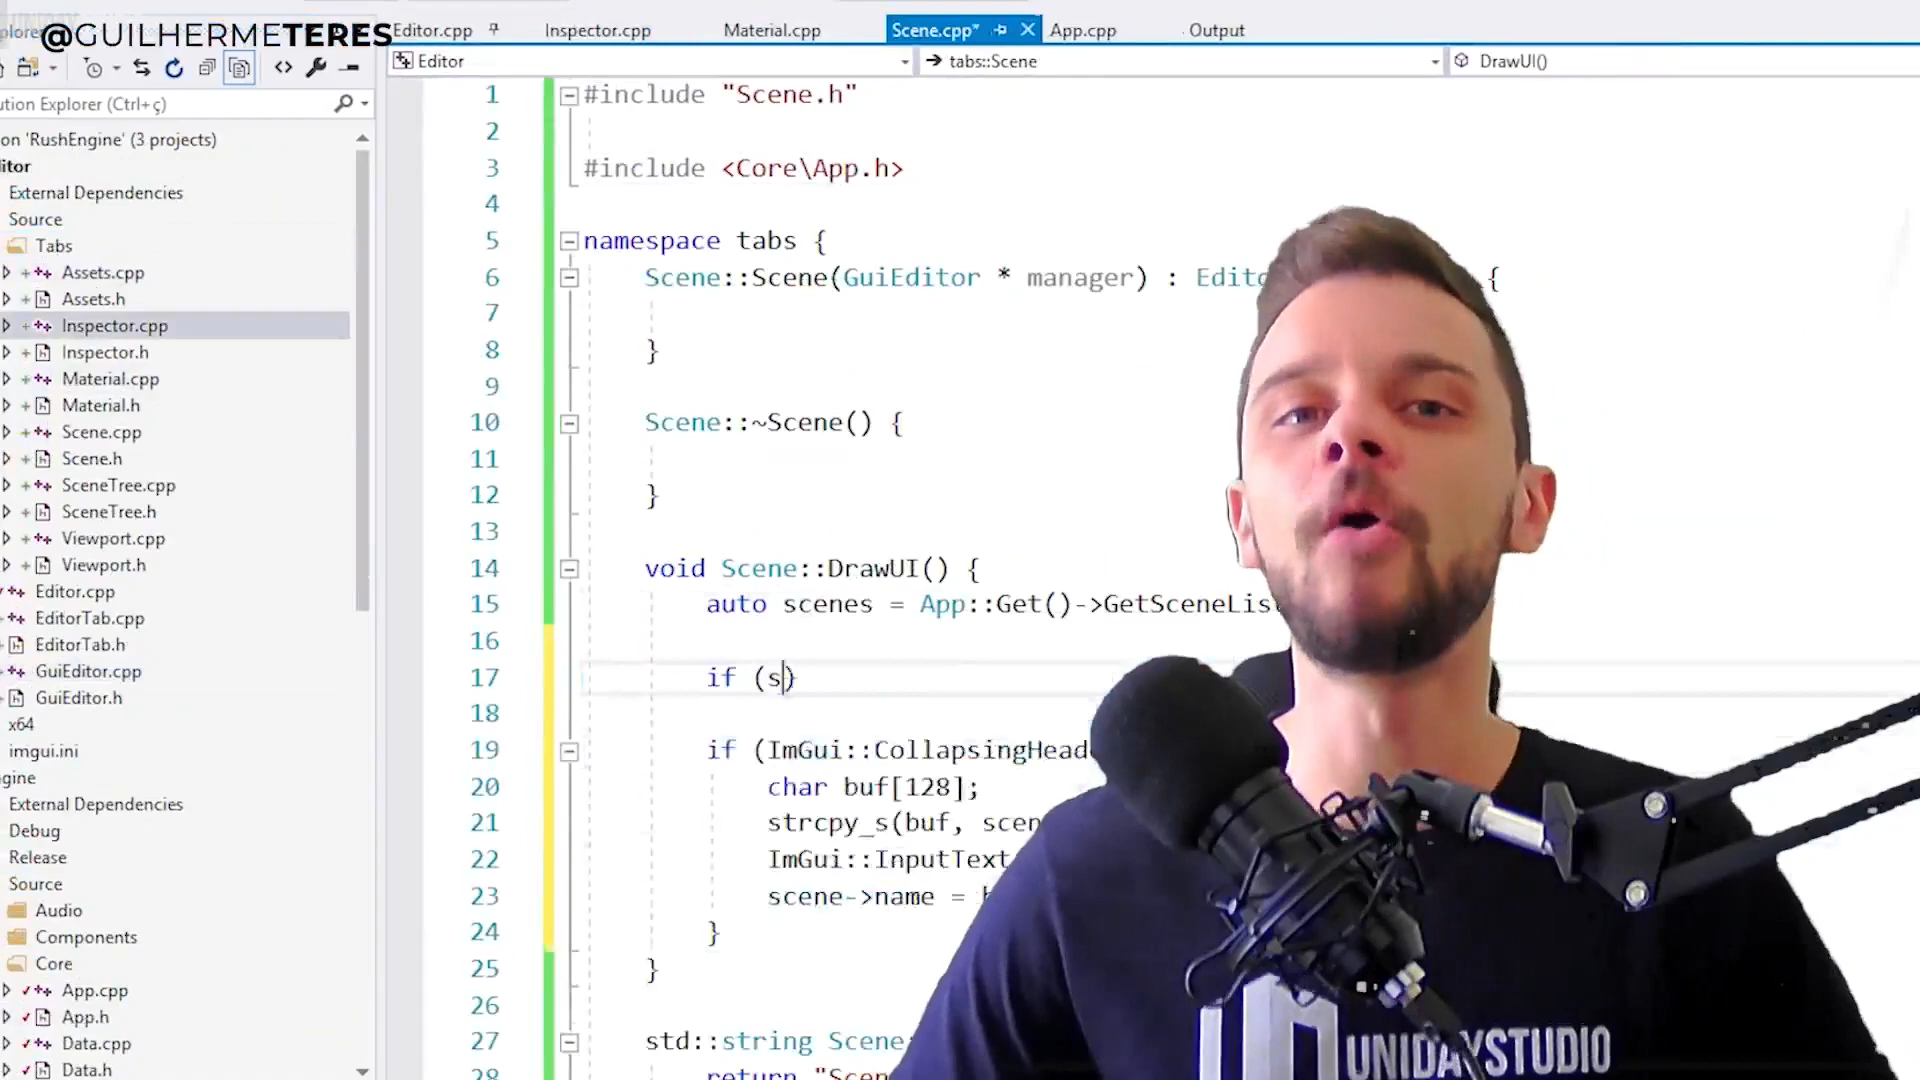 @GUILHERMETERES
Editor.cpp
Inspector.cpp
Material.cpp
Scene.cpp*
App.cpp
Output
Editor
tabs::Scene
DrawUI()
ution Explorer (Ctrl+ç)
on 'RushEngine' (3 projects)
itor
External Dependencies
Source
Tabs
Assets.cpp
Assets.h
Inspector.cpp
Inspector.h
Material.cpp
Material.h
Scene.cpp
Scene.h
SceneTree.cpp
SceneTree.h
Viewport.cpp
Viewport.h
Editor.cpp
EditorTab.cpp
EditorTab.h
GuiEditor.cpp
GuiEditor.h
x64
imgui.ini
ngine
External Dependencies
Debug
Release
Source
Audio
Components
Core
App.cpp
App.h
Data.cpp
Data.h
1 #include "Scene.h"
2
3 #include <Core\App.h>
4
5 namespace tabs {
6 Scene::Scene(GuiEditor * manager) : Edito {
7
8 }
9
10 Scene::~Scene() {
11
12 }
13
14 void Scene::DrawUI() {
15 auto scenes = App::Get()->GetSceneLis
16
17 if (s)
18
19 if (ImGui::CollapsingHead
20 char buf[128];
21 strcpy_s(buf, scen
22 ImGui::InputText
23 scene->name =
24 }
25 }
26
27 std::string Scene
28 return "Scen
UNIDAYSTUDIO